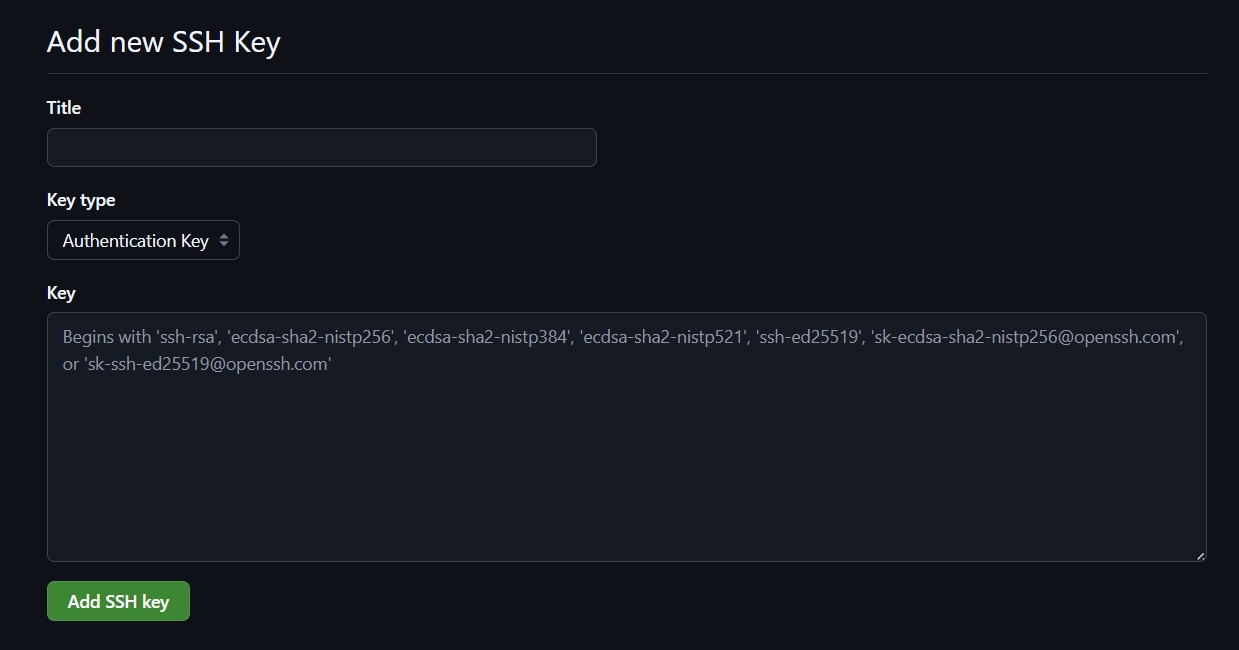 Add new SSH Key
Title
Key type
Authentication Key
Key
Begins with 'ssh-rsa', 'ecdsa-sha2-nistp256', 'ecdsa-sha2-nistp384', 'ecdsa-sha2-nistp521', 'ssh-ed25519', 'sk-ecdsa-sha2-nistp256@openssh.com',
or 'sk-ssh-ed25519@openssh.com'
Add SSH key